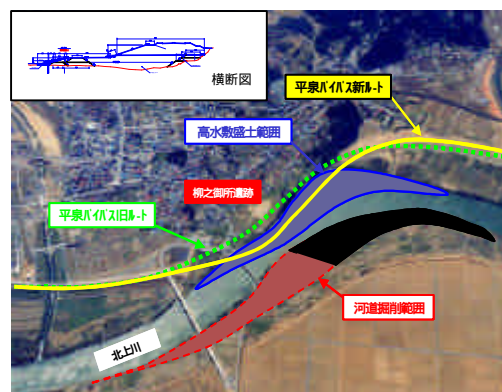 横断図
平泉バイパス新ルート
高水敷盛土範囲
柳之御所遺跡
平泉バイパス旧ルート
河道掘削範囲
北上川